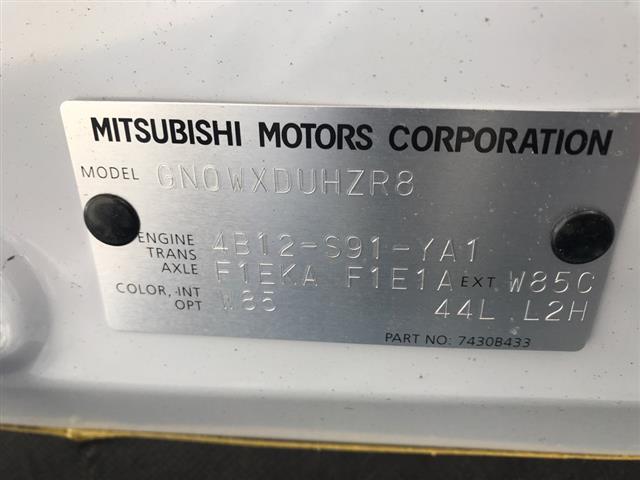 MITSUBISHI MOTORS CORPORATION
MODEL GN0WXDUHZR8
ENGINE 4B12-S91-YA1
TRANS AXLE F1EKA F1E1A EXT W85C
COLOR, INT OPT W85 44L L2H
PART NO: 7430B433